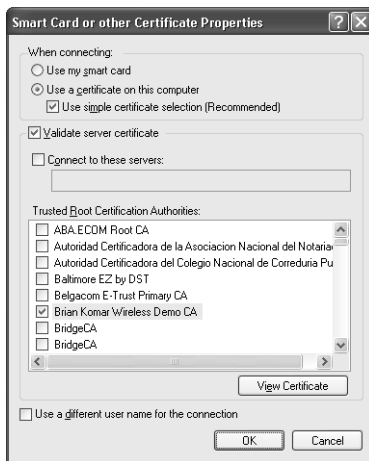 Smart Card or other Certificate Properties
When connecting:
Use my smart card
Use a certificate on this computer
Use simple certificate selection (Recommended)
Validate server certificate
Connect to these servers:
Trusted Root Certification Authorities:
ABA.ECOM Root CA
Autoridad Certificadora de la Asociacion Nacional del Notaria
Autoridad Certificadora del Colegio Nacional de Correduria Pu
Baltimore EZ by DST
Belgacom E-Trust Primary CA
Brian Komar Wireless Demo CA
BridgeCA
BridgeCA
View Certificate
Use a different user name for the connection
OK
Cancel